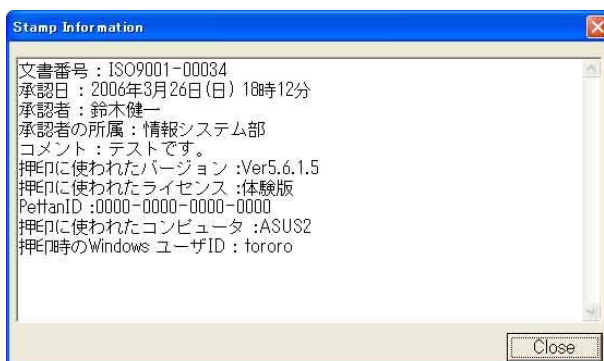 Stamp Information
文書番号：ISO9001-00034
承認日：2006年3月26日(日) 18時12分
承認者：鈴木健一
承認者の所属：情報システム部
コメント：テストです。
押印に使われたバージョン :Ver5.6.1.5
押印に使われたライセンス :体験版
PettanID :0000-0000-0000-0000
押印に使われたコンピュータ :ASUS2
押印時のWindows ユーザID：tororo
Close